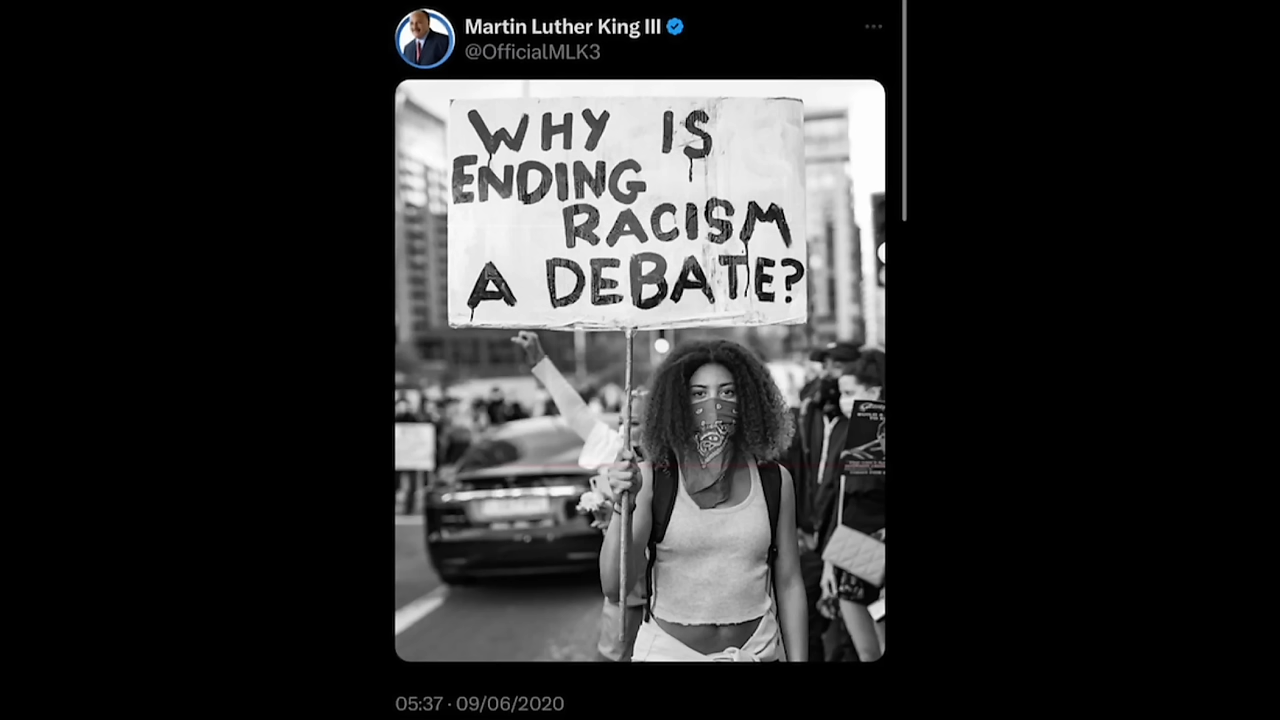 Martin Luther King III
@OfficialMLK3
WHY IS
ENDING
RACISM
A DEBATE?
05:37 · 09/06/2020